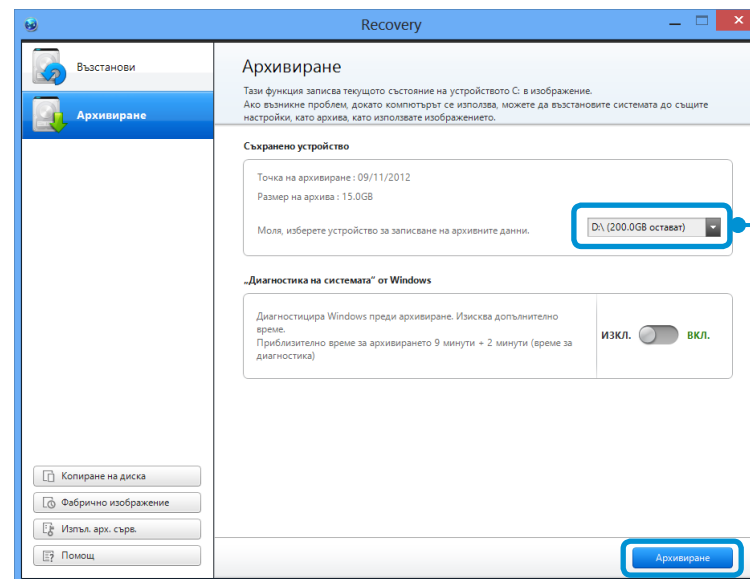 Recovery
Възстанови
Архивиране
Архивиране
Тази функция записва текущото състояние на устройството C: в изображение.
Ако възникне проблем, докато компютърът се използва, можете да възстановите системата до същите
настройки, като архива, като използвате изображението.
Съхранено устройство
Точка на архивиране : 09/11/2012
Размер на архива : 15.0GB
Моля, изберете устройство за записване на архивните данни.
D:\ (200.0GB остават)
„Диагностика на системата“ от Windows
Диагностицира Windows преди архивиране. Изисква допълнително
време.
Приблизително време за архивирането 9 минути + 2 минути (време за
диагностика)
ИЗКЛ. ВКЛ.
Копиране на диска
Фабрично изображение
Изпъл. арх. сърв.
Помощ
Архивиране